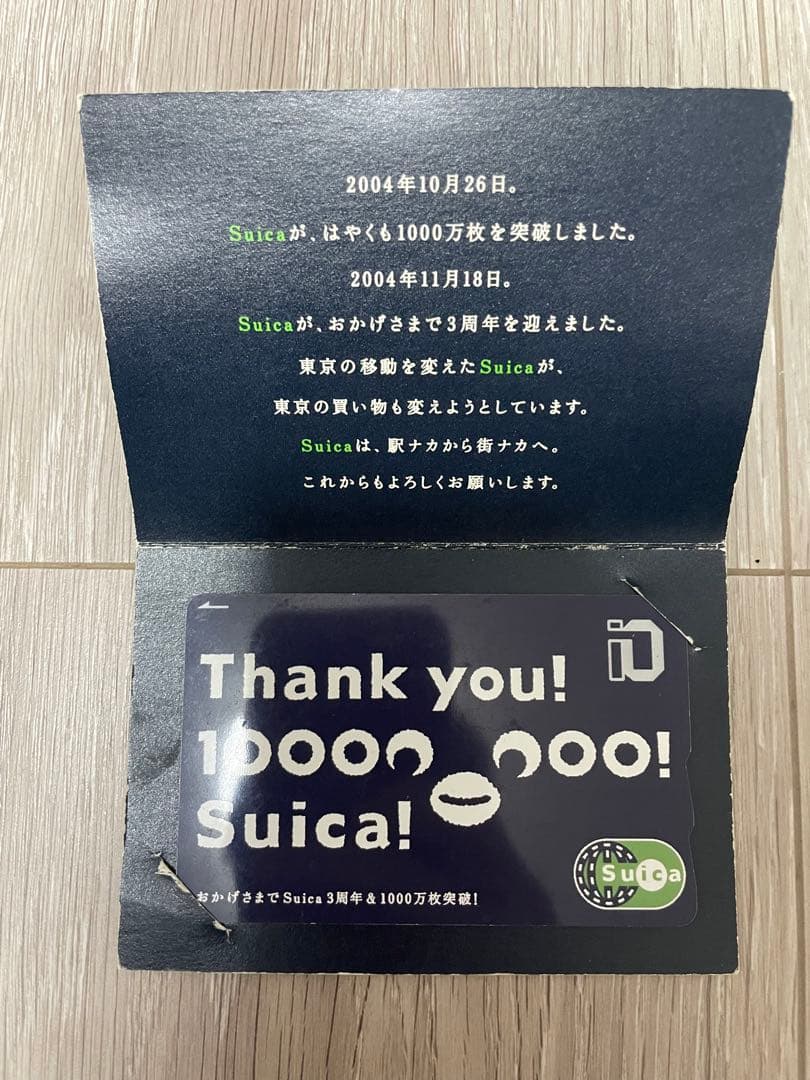 2004年10月26日。
Suicaが、はやくも1000万枚を突破しました。
2004年11月18日。
Suicaが、おかげさまで3周年を迎えました。
東京の移動を変えたSuicaが、
東京の買い物も変えようとしています。
Suicaは、駅ナカから街ナカへ。
これからもよろしくお願いします。
Thank you!
10000 000!
Suica!
おかげさまでSuica 3周年&1000万枚突破!
Suica